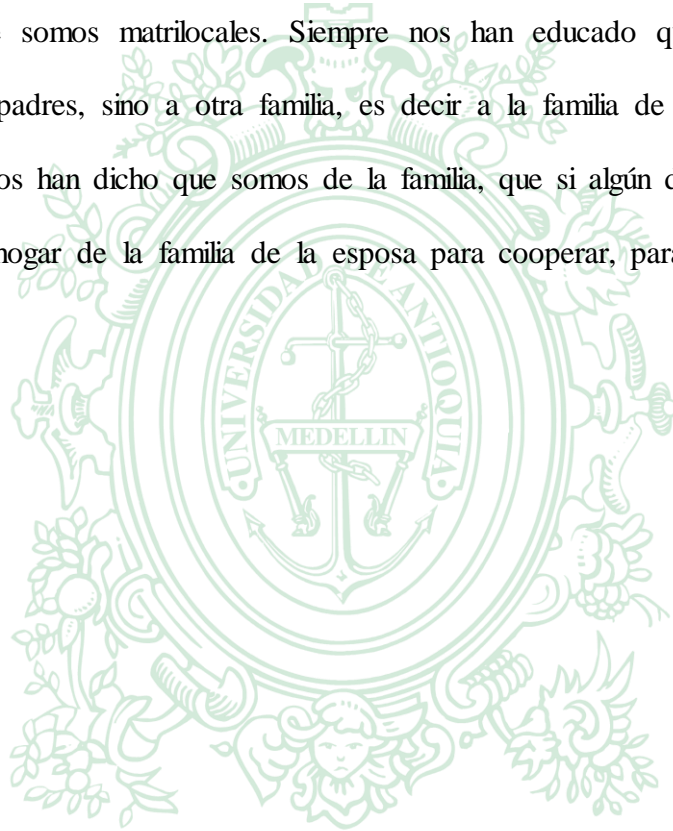 somos matrilocales. Siempre nos han educado
padres, sino a otra familia, es decir a la familia de
han dicho que somos de la familia, que si algún
hogar de la familia de la esposa para cooperar,
UNIVERSIDAD DE ANTIOQUIA
MEDELLIN